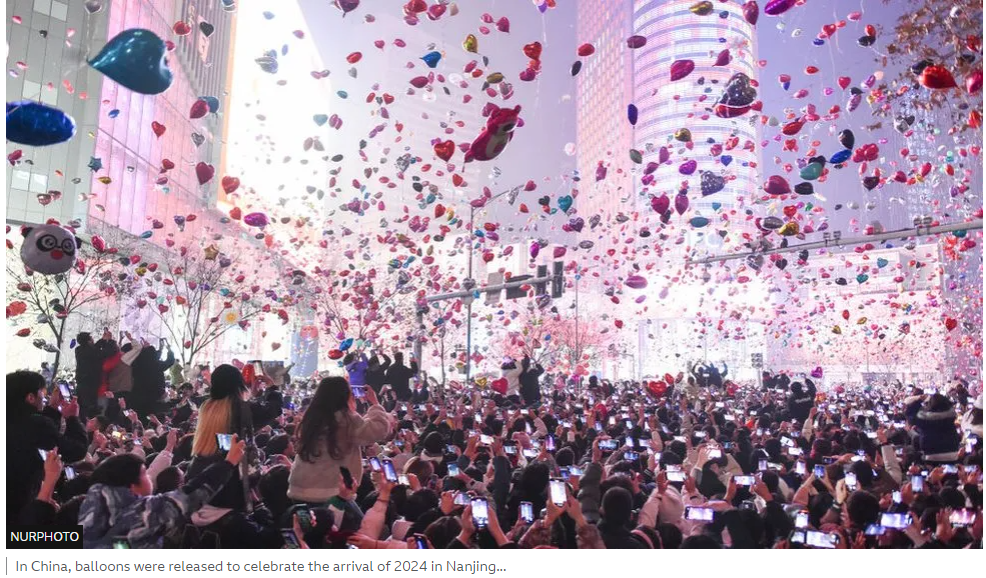 NURPHOTO
In China, balloons were released to celebrate the arrival of 2024 in Nanjing...